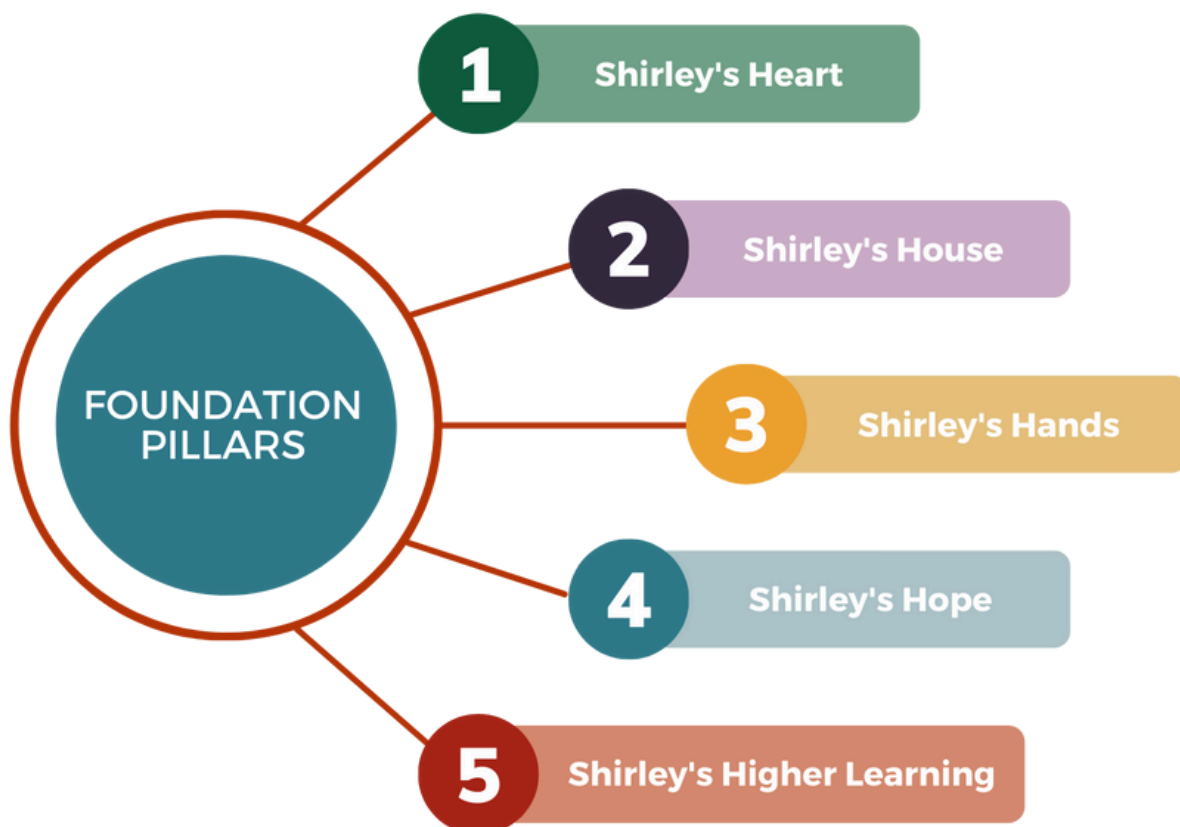 FOUNDATION
PILLARS
1
Shirley's Heart
2
Shirley's House
3
Shirley's Hands
4
Shirley's Hope
5
Shirley's Higher Learning